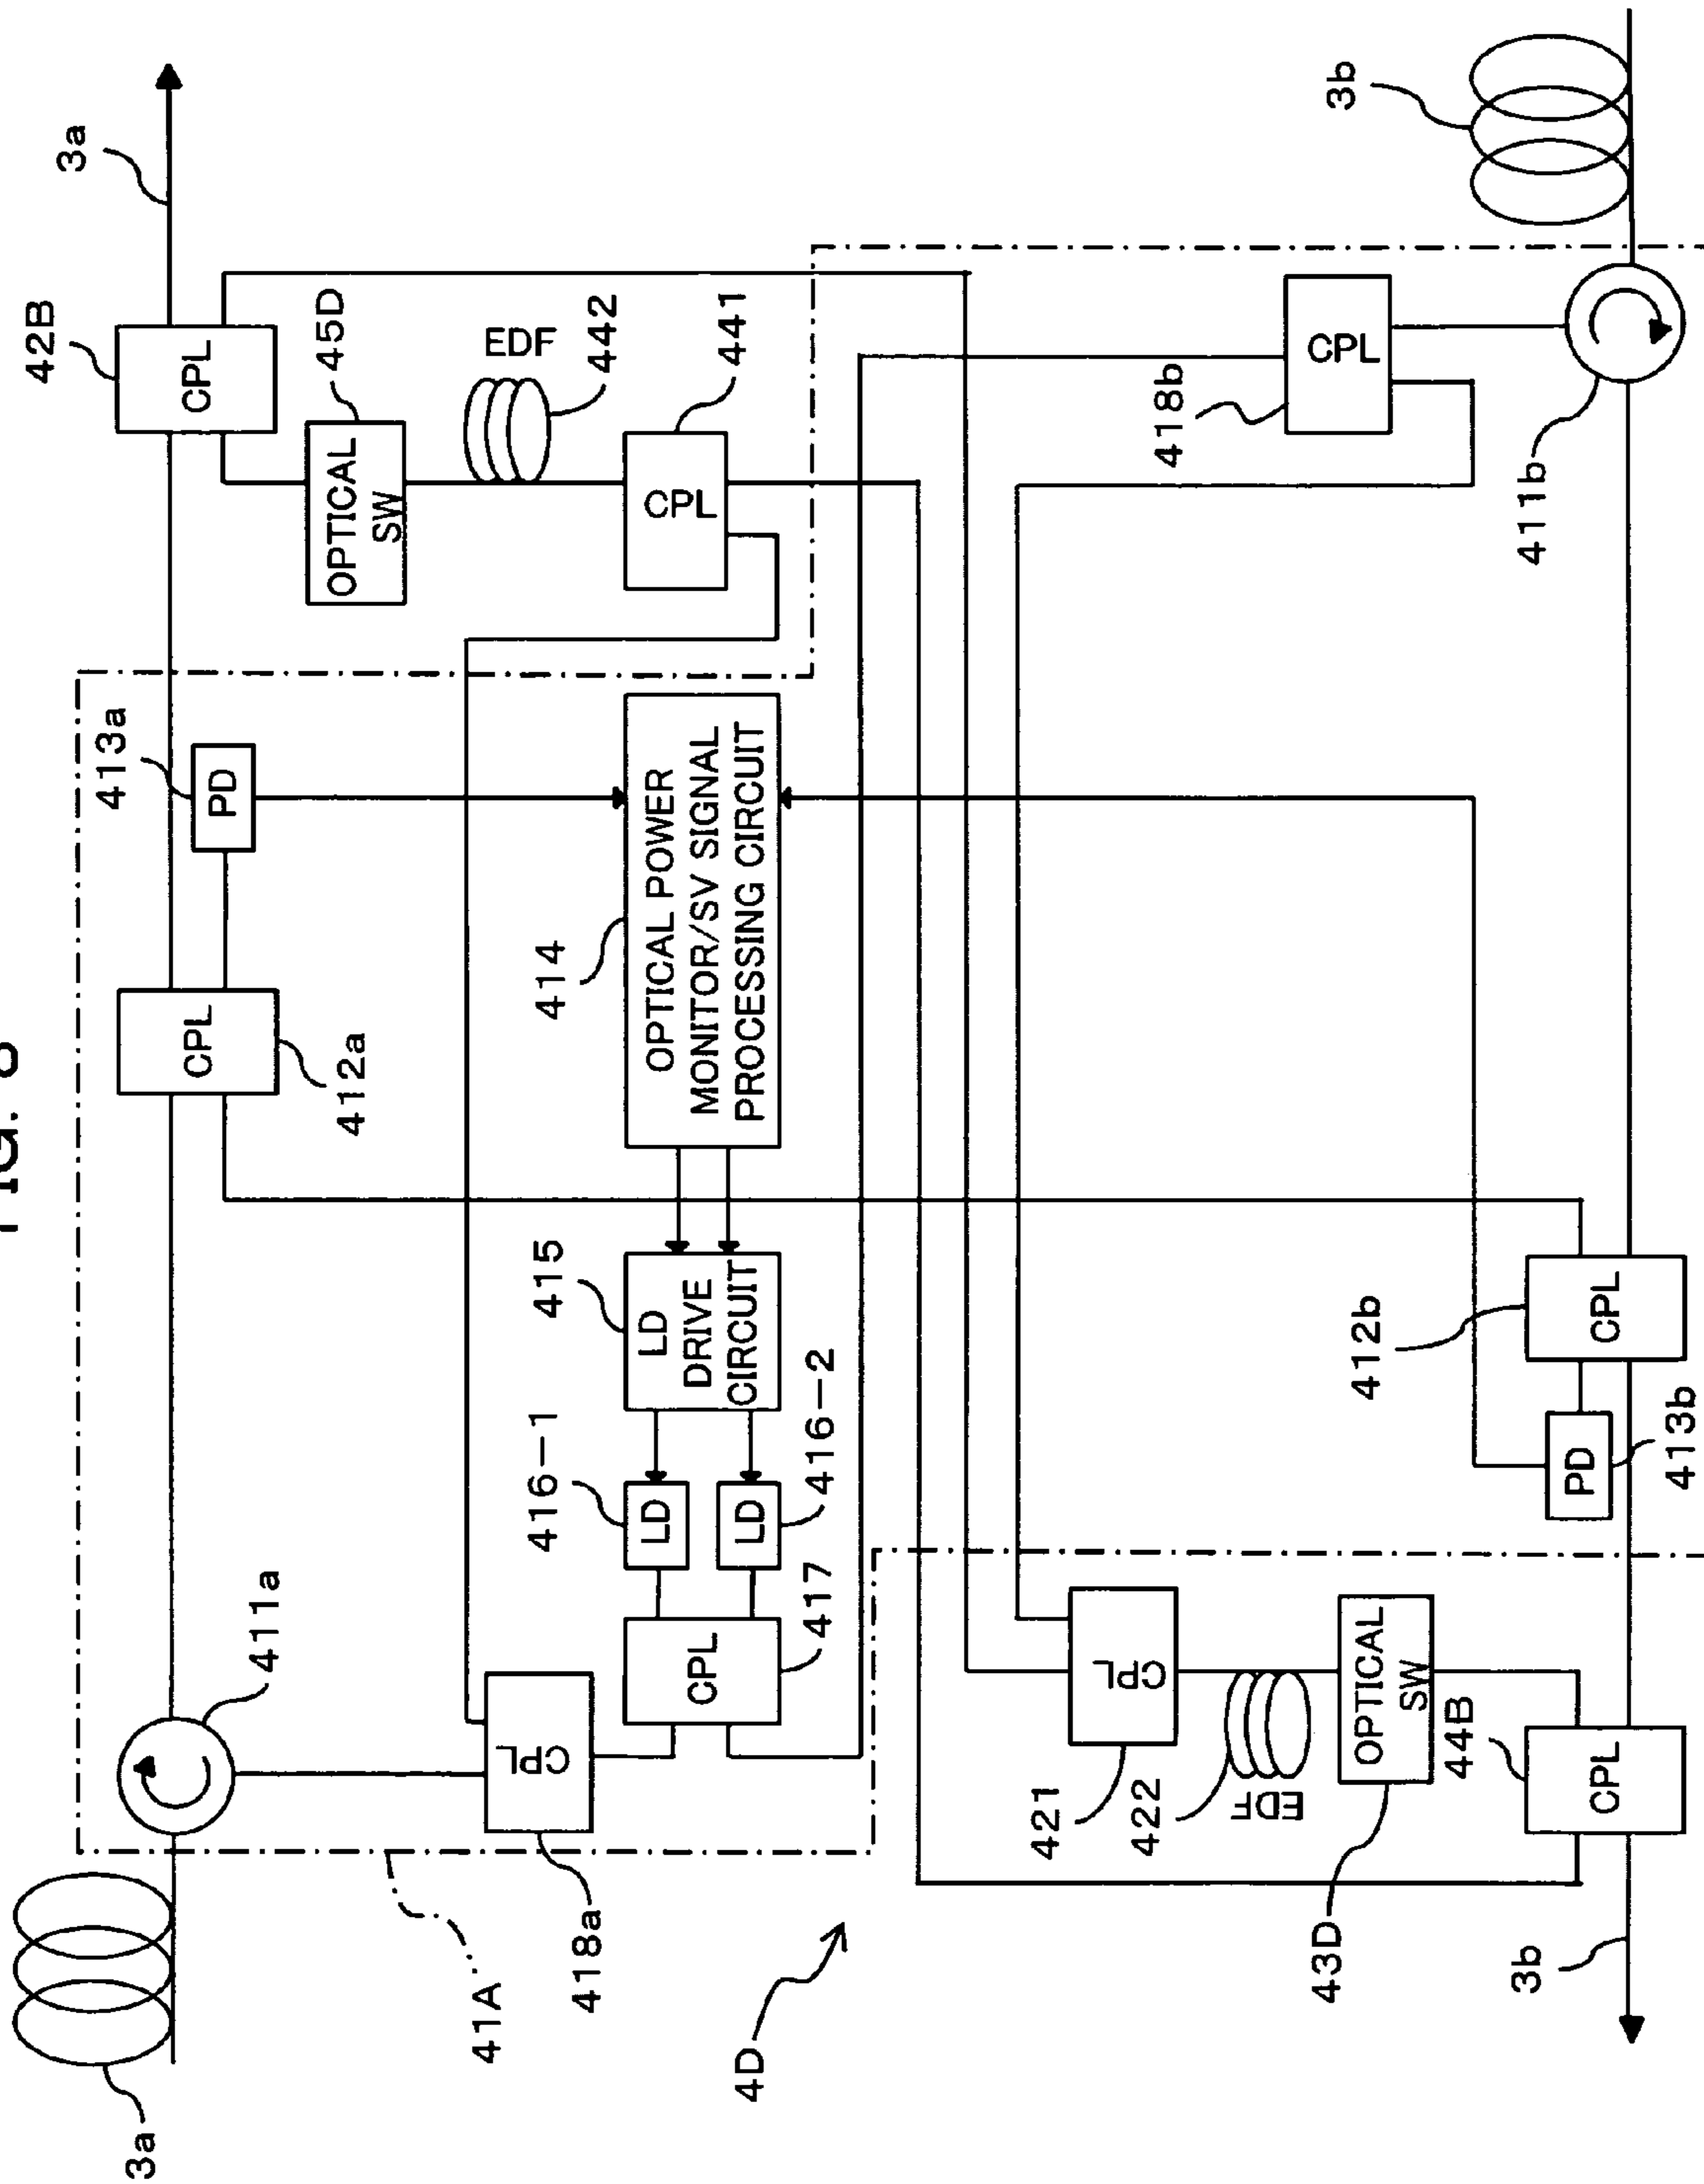 FIG. 8
3a
411a
412a
CPL
413a
PD
42B
CPL
3a
45D
OPTICAL
SW
EDF
442
441
CPL
41A
418a
CPL
417
CPL
416-1
LD
LD
416-2
415
LD
DRIVE
CIRCUIT
414
OPTICAL POWER
MONITOR/SV SIGNAL
PROCESSING CIRCUIT
4D
421
CPL
422
EDF
43D
OPTICAL
SW
44B
CPL
3b
413b
PD
412b
CPL
418b
CPL
411b
3b